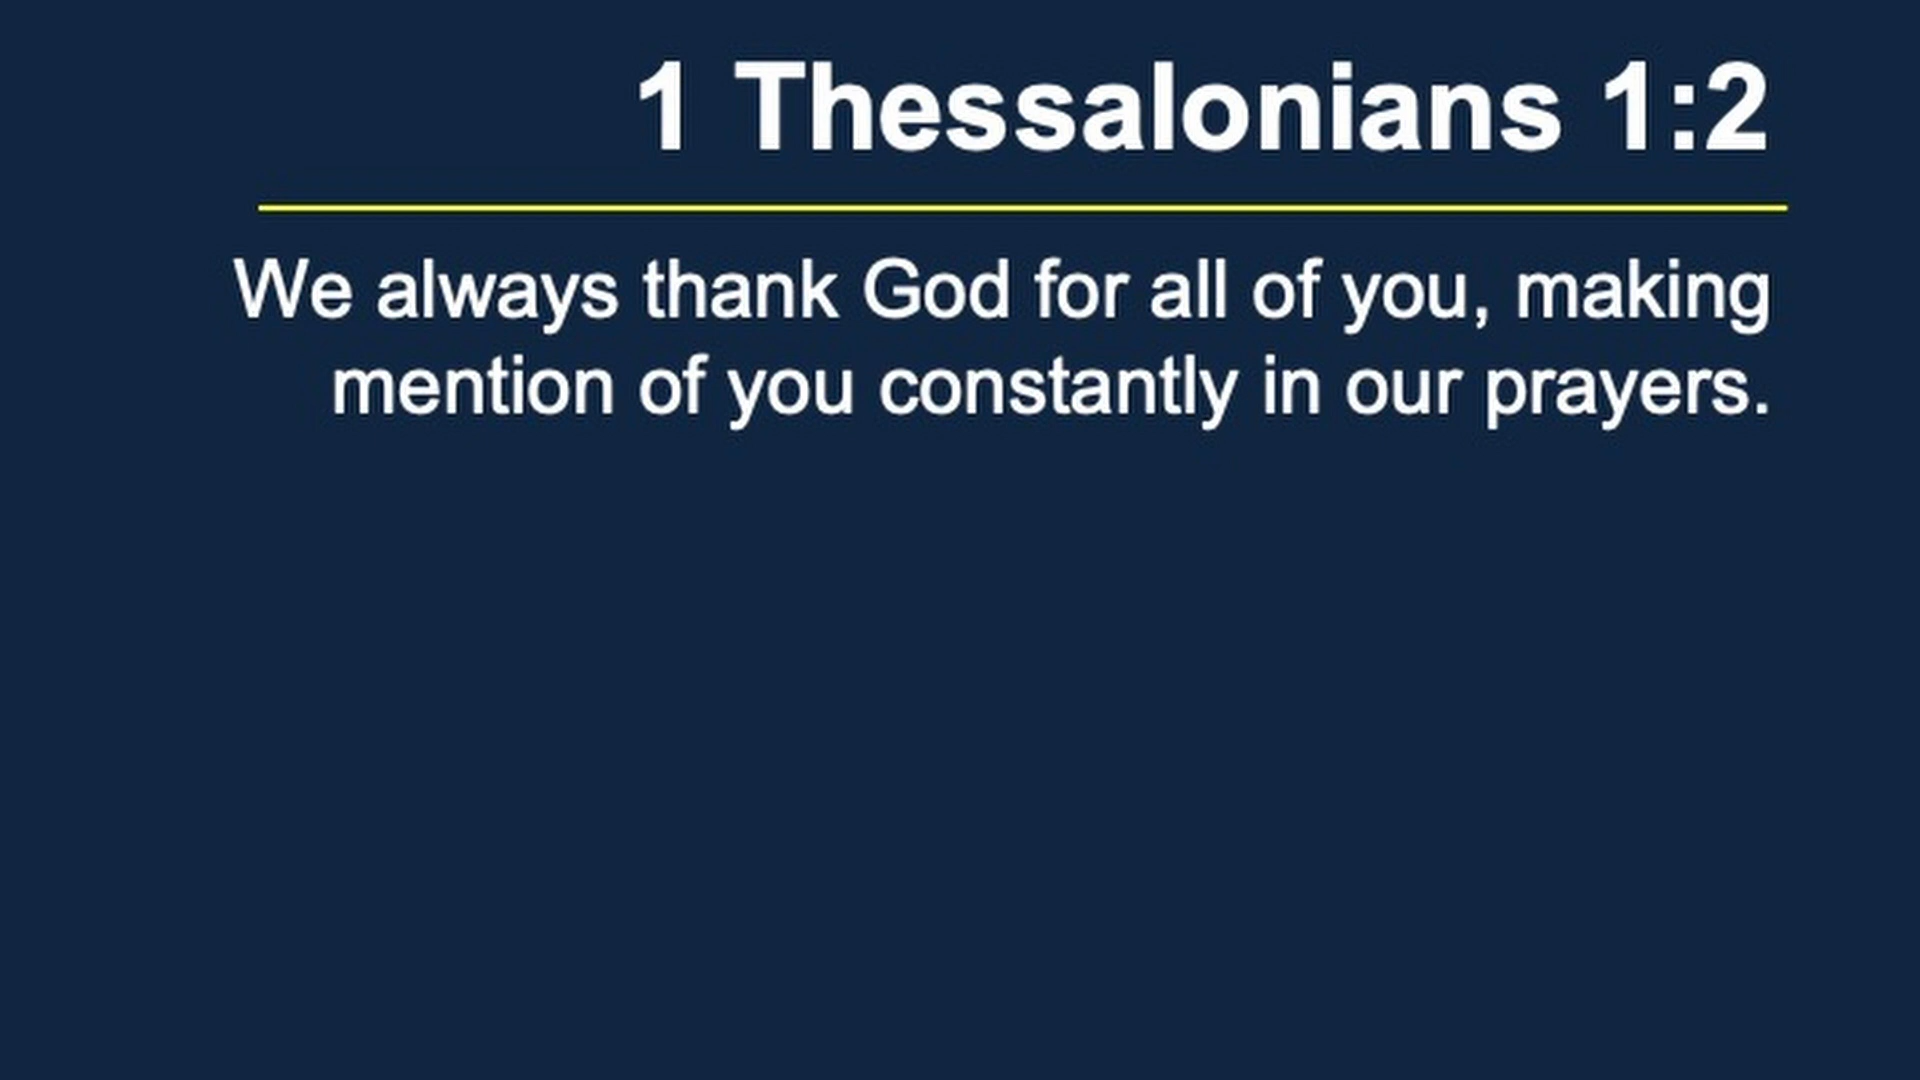 1 Thessalonians 1:2
We always thank God for all of you, making
mention of you constantly in our prayers.